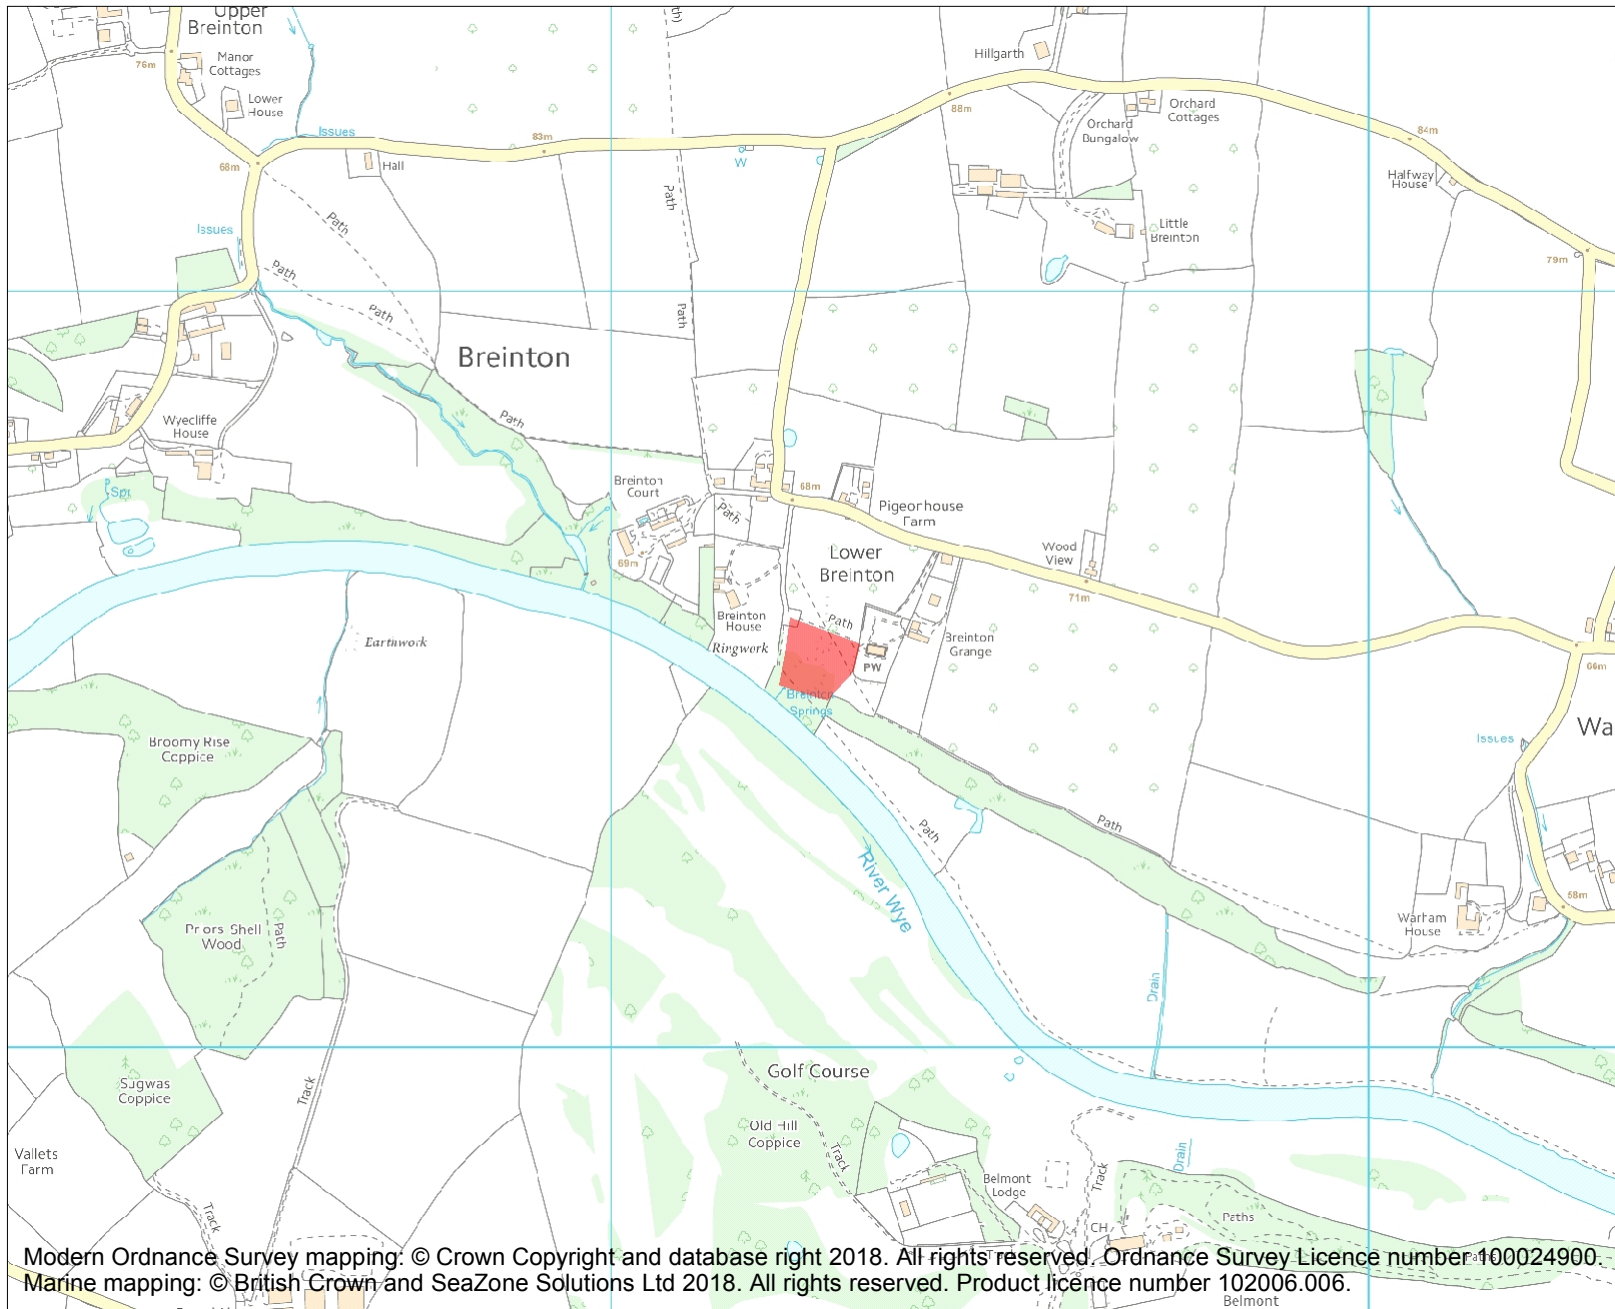 Upper
Breinton
Manor
Cottages
76m
Lower
House
Issues
68m
Hall
83m
W
Path
Path
Hillgarth
88m
Orchard
Cottages
Orchard
Bungalow
84m
Halfway
House
Little
Breinton
79m
Issues
Path
Path
Path
Breinton
Path
Wyecliffe
House
Spr
Breinton
Court
Path
68m
Pigeonhouse
Farm
Lower
Breinton
Wood
View
71m
69m
Breinton
House
Ringwork
Path
PW
Breinton
Grange
Breinton
Springs
Earthwork
66m
Wa
Issues
Broomy Rise
Coppice
Path
Path
River Wye
58m
Warham
House
Priors Shell
Wood
Path
Drain
Sugwas
Coppice
Track
Golf Course
Old Hill
Coppice
Track
Vallets
Farm
Track
Belmont
Lodge
Track
Drain
CH
Paths
Track
Paths
Modern Ordnance Survey mapping: © Crown Copyright and database right 2018. All rights reserved. Ordnance Survey Licence number 100024900.
Marine mapping: © British Crown and SeaZone Solutions Ltd 2018. All rights reserved. Product licence number 102006.006.
Belmont